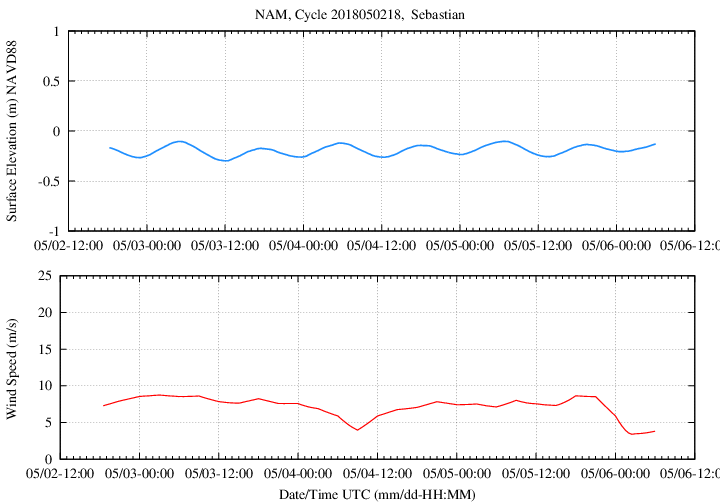 NAM, Cycle 2018050218, Sebastian
Surface Elevation (m) NAVD88
1
0.5
0
-0.5
-1
05/02-12:00 05/03-00:00 05/03-12:00 05/04-00:00 05/04-12:00 05/05-00:00 05/05-12:00 05/06-00:00 05/06-12:0
Wind Speed (m/s)
25
20
15
10
5
0
05/02-12:00 05/03-00:00 05/03-12:00 05/04-00:00 05/04-12:00 05/05-00:00 05/05-12:00 05/06-00:00 05/06-12:0
Date/Time UTC (mm/dd-HH:MM)